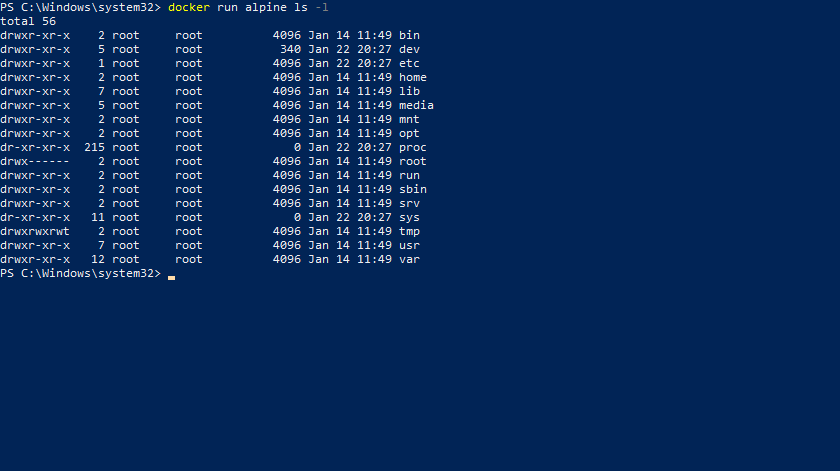 PS C:\Windows\system32> docker run alpine ls -l
total 56
drwxr-xr-x    2 root     root          4096 Jan 14 11:49 bin
drwxr-xr-x    5 root     root           340 Jan 22 20:27 dev
drwxr-xr-x    1 root     root          4096 Jan 22 20:27 etc
drwxr-xr-x    2 root     root          4096 Jan 14 11:49 home
drwxr-xr-x    7 root     root          4096 Jan 14 11:49 lib
drwxr-xr-x    5 root     root          4096 Jan 14 11:49 media
drwxr-xr-x    2 root     root          4096 Jan 14 11:49 mnt
drwxr-xr-x    2 root     root          4096 Jan 14 11:49 opt
dr-xr-xr-x  215 root     root             0 Jan 22 20:27 proc
drwx------    2 root     root          4096 Jan 14 11:49 root
drwxr-xr-x    2 root     root          4096 Jan 14 11:49 run
drwxr-xr-x    2 root     root          4096 Jan 14 11:49 sbin
drwxr-xr-x    2 root     root          4096 Jan 14 11:49 srv
dr-xr-xr-x   11 root     root             0 Jan 22 20:27 sys
drwxrwxrwt    2 root     root          4096 Jan 14 11:49 tmp
drwxr-xr-x    7 root     root          4096 Jan 14 11:49 usr
drwxr-xr-x   12 root     root          4096 Jan 14 11:49 var
PS C:\Windows\system32>